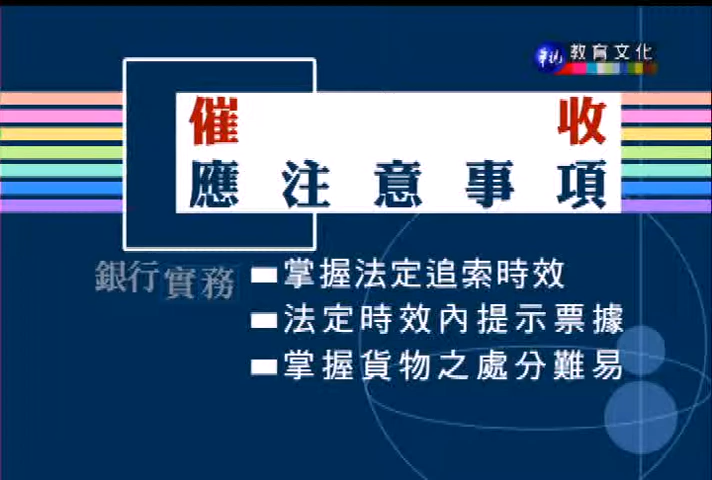 華視 教育文化
催收
應注意事項
銀行實務
掌握法定追索時效
法定時效內提示票據
掌握貨物之處分難易